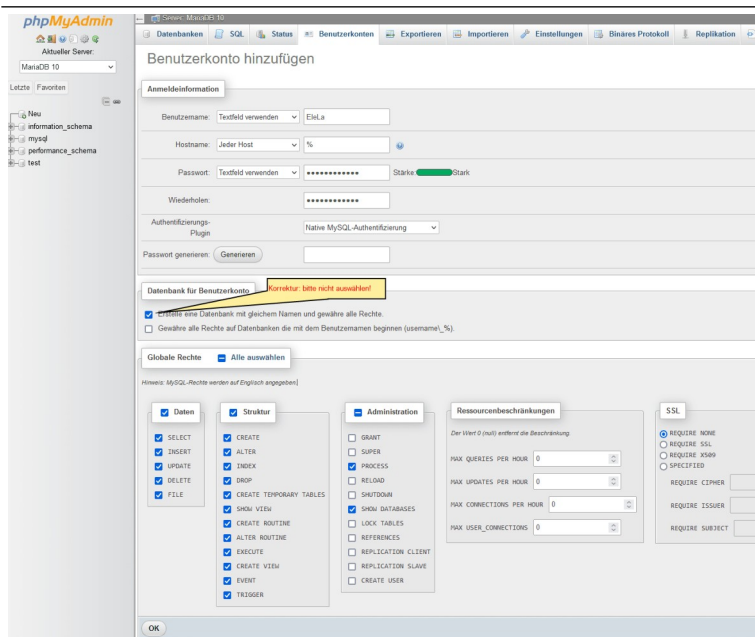 phpMyAdmin
Aktueller Server:
MariaDB 10
Letzte Favoriten
Neu
information_schema
mysql
performance_schema
test
Server: MariaDB 10
Datenbanken SQL Status Benutzerkonten Exportieren Importieren Einstellungen Binäres Protokoll Replikation
Benutzerkonto hinzufügen
Anmeldeinformation
Benutzername: Textfeld verwenden EleLa
Hostname: Jeder Host %
Passwort: Textfeld verwenden •••••••••••• Stärke: Stark
Wiederholen: ••••••••••••
Authentifizierungs-
Plugin
Native MySQL-Authentifizierung
Passwort generieren: Generieren
Datenbank für Benutzerkonto
Korrektur: bitte nicht auswählen!
Erstelle eine Datenbank mit gleichem Namen und gewähre alle Rechte.
Gewähre alle Rechte auf Datenbanken die mit dem Benutzernamen beginnen (username\_%).
Globale Rechte Alle auswählen
Hinweis: MySQL-Rechte werden auf Englisch angegeben
Daten
SELECT
INSERT
UPDATE
DELETE
FILE
Struktur
CREATE
ALTER
INDEX
DROP
CREATE TEMPORARY TABLES
SHOW VIEW
CREATE ROUTINE
ALTER ROUTINE
EXECUTE
CREATE VIEW
EVENT
TRIGGER
Administration
GRANT
SUPER
PROCESS
RELOAD
SHUTDOWN
SHOW DATABASES
LOCK TABLES
REFERENCES
REPLICATION CLIENT
REPLICATION SLAVE
CREATE USER
Ressourcenbeschränkungen
Der Wert 0 (null) entfernt die Beschränkung.
MAX QUERIES PER HOUR 0
MAX UPDATES PER HOUR 0
MAX CONNECTIONS PER HOUR 0
MAX USER_CONNECTIONS 0
SSL
REQUIRE NONE
REQUIRE SSL
REQUIRE X509
SPECIFIED
REQUIRE CIPHER
REQUIRE ISSUER
REQUIRE SUBJECT
OK